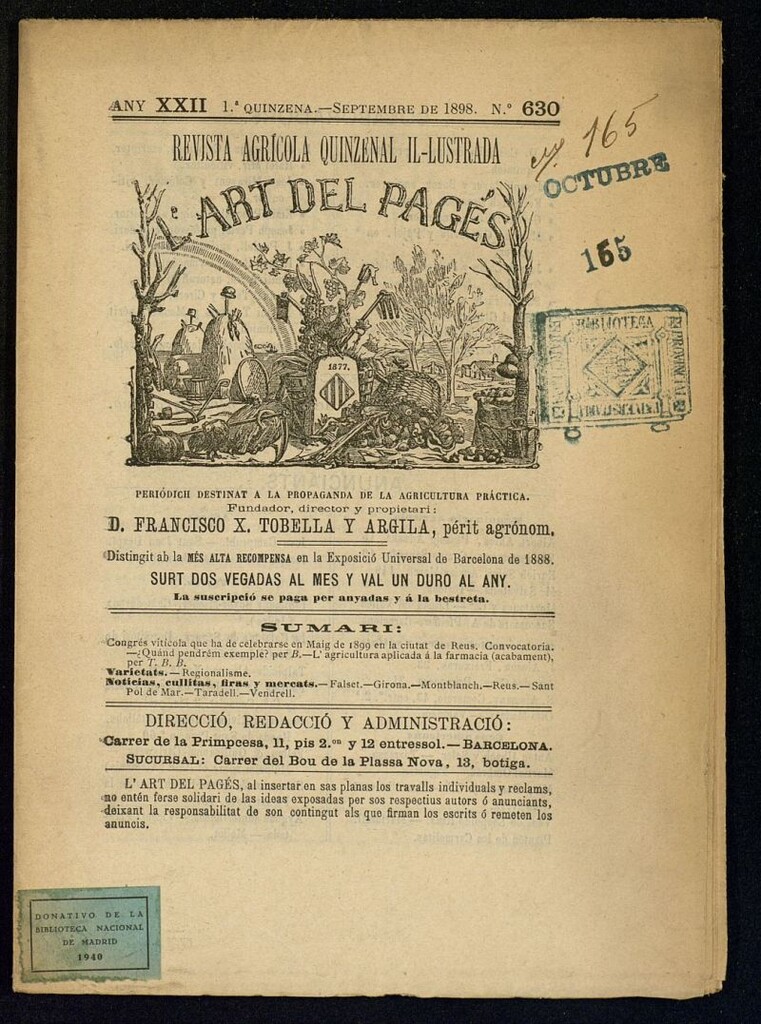 ANY XXII 1.ª QUINZENA.—SEPTEMBRE DE 1898. N.º 630
REVISTA AGRÍCOLA QUINZENAL IL-LUSTRADA
L'ART DEL PAGÉS
165
OCTUBRE
165
BIBLIOTECA
PROVINCIAL
1877.
PERIÓDICH DESTINAT A LA PROPAGANDA DE LA AGRICULTURA PRÁCTICA.
Fundador, director y propietari:
D. FRANCISCO X. TOBELLA Y ARGILA, périt agrónom.
Distingit ab la MÉS ALTA RECOMPENSA en la Exposició Universal de Barcelona de 1888.
SURT DOS VEGADAS AL MES Y VAL UN DURO AL ANY.
La suscripció se paga per anyadas y á la bestreta.
SUMARI:
Congrés vitícola que ha de celebrarse en Maig de 1899 en la ciutat de Reus. Convocatoria.
—¿Quánd pendrém exemple? per B.—L' agricultura aplicada á la farmacia (acabament),
per T. B. B.
Varietats.—Regionalisme.
Noticias, cullitas, firas y mercats.—Falset.—Girona.—Montblanch.—Reus.—Sant
Pol de Mar.—Taradell.—Vendrell.
DIRECCIÓ, REDACCIÓ Y ADMINISTRACIÓ:
Carrer de la Primpcesa, 11, pis 2.on y 12 entressol.—BARCELONA.
SUCURSAL: Carrer del Bou de la Plassa Nova, 13, botiga.
L' ART DEL PAGÉS, al insertar en sas planas los travalls individuals y reclams,
no entén ferse solidari de las ideas exposadas per sos respectius autors ó anunciants,
deixant la responsabilitat de son contingut als que firman los escrits ó remeten los
anuncis.
DONATIVO DE LA
BIBLIOTECA NACIONAL
DE MADRID
1940